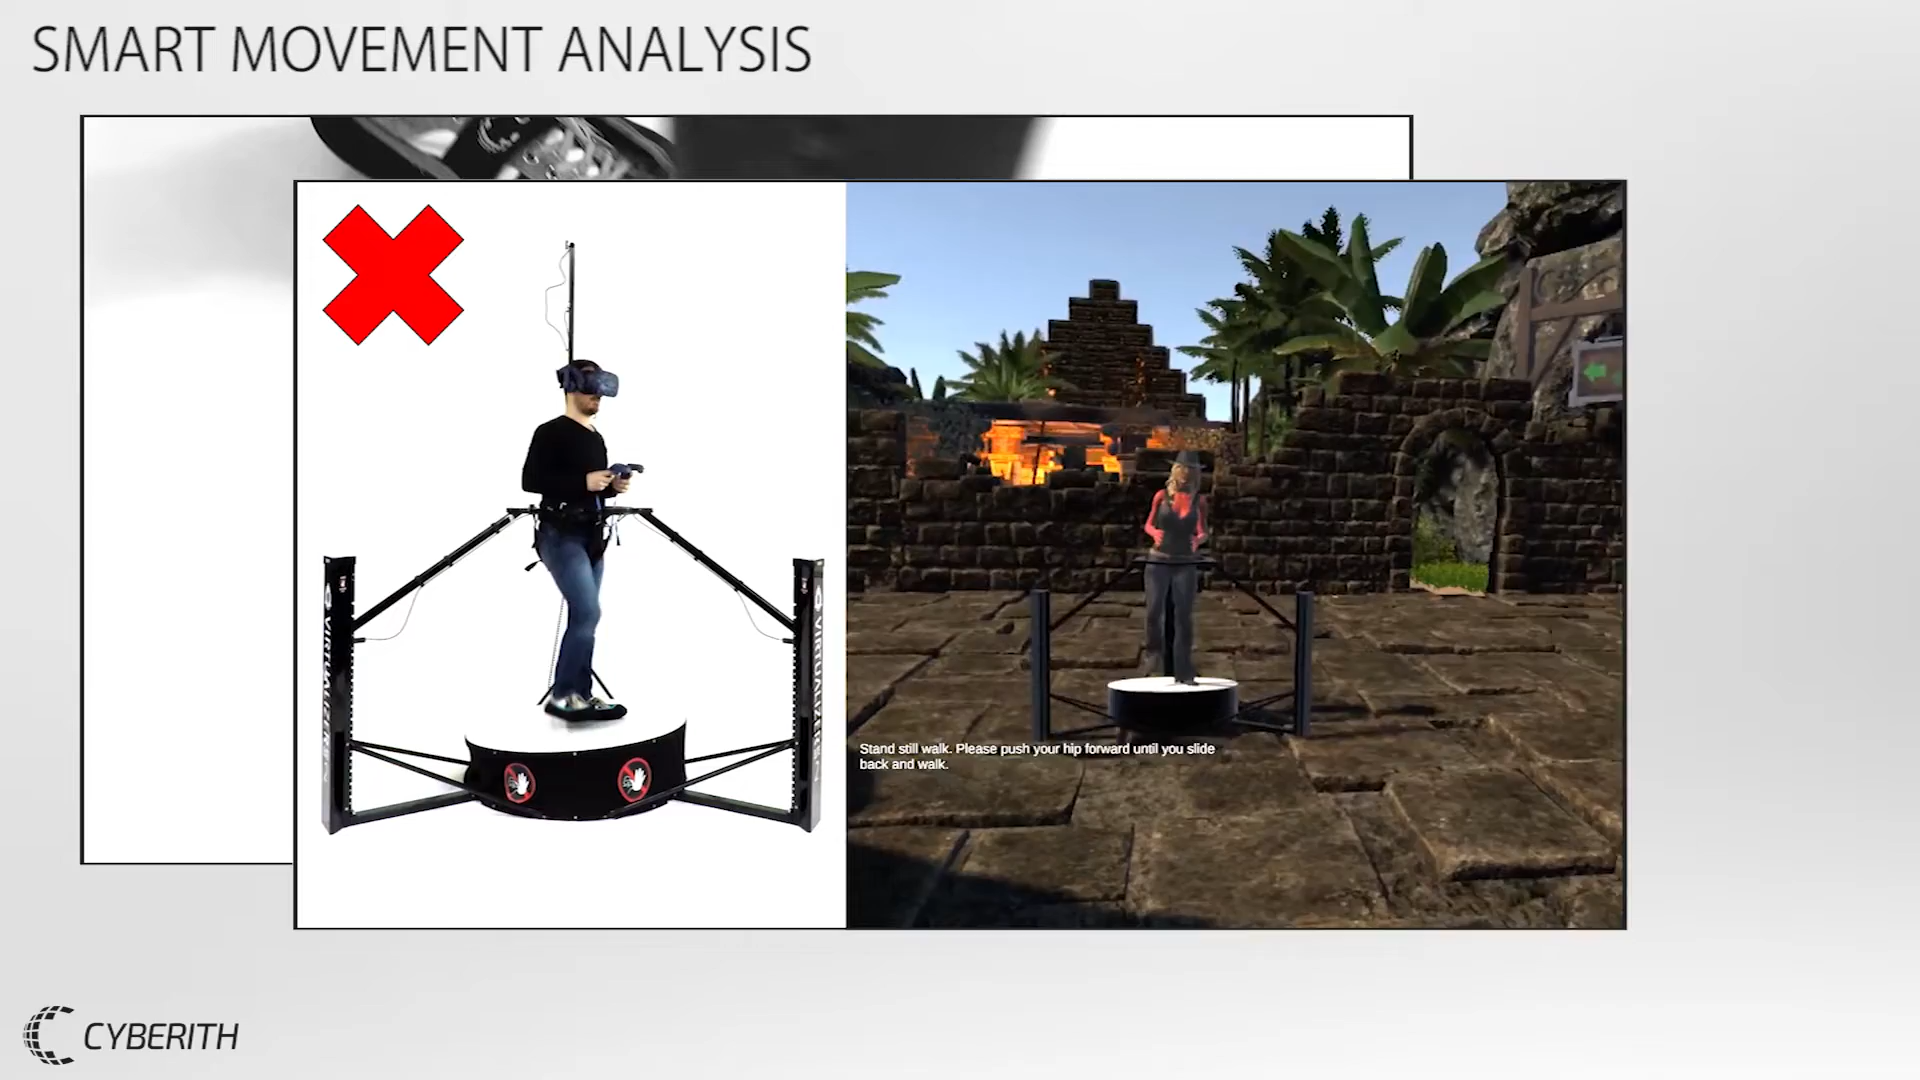 SMART MOVEMENT ANALYSIS
Stand still walk. Please push your hip forward until you slide
back and walk.
VIRTUALIZER
VIRTUALIZER
CYBERITH